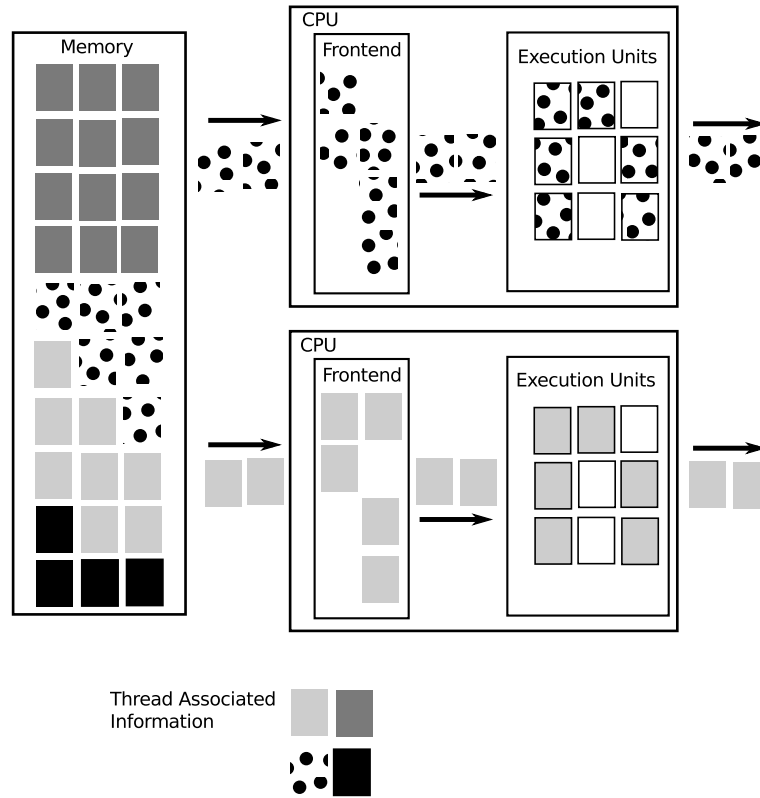 CPU
Memory
Frontend
Execution Units
CPU
Frontend
Execution Units
Thread Associated
Information